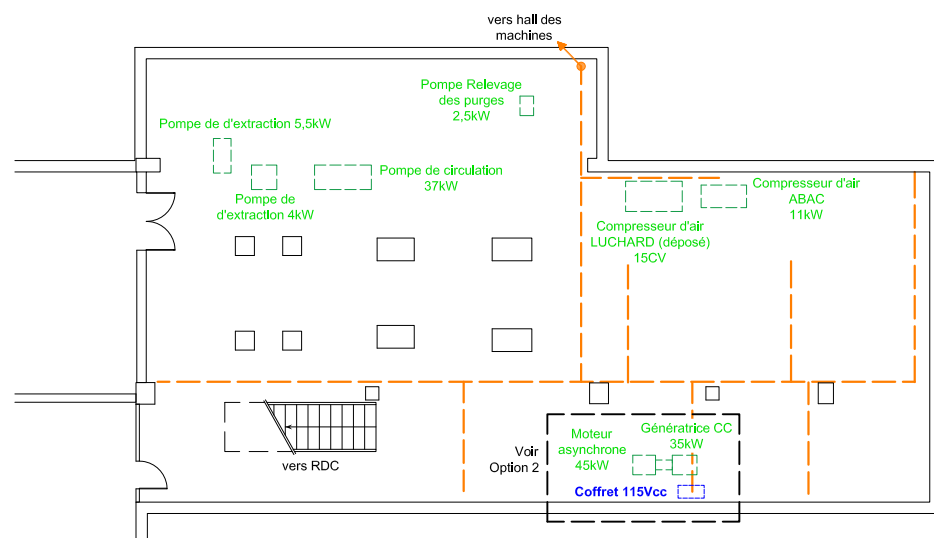 vers hall des
machines
Pompe Relevage
des purges
2,5kW
Pompe de d'extraction 5,5kW
Pompe de circulation
37kW
Pompe de
d'extraction 4kW
Compresseur d'air
ABAC
11kW
Compresseur d'air
LUCHARD (déposé)
15CV
vers RDC
Voir
Option 2
Moteur
asynchrone
45kW
Génératrice CC
35kW
Coffret 115Vcc